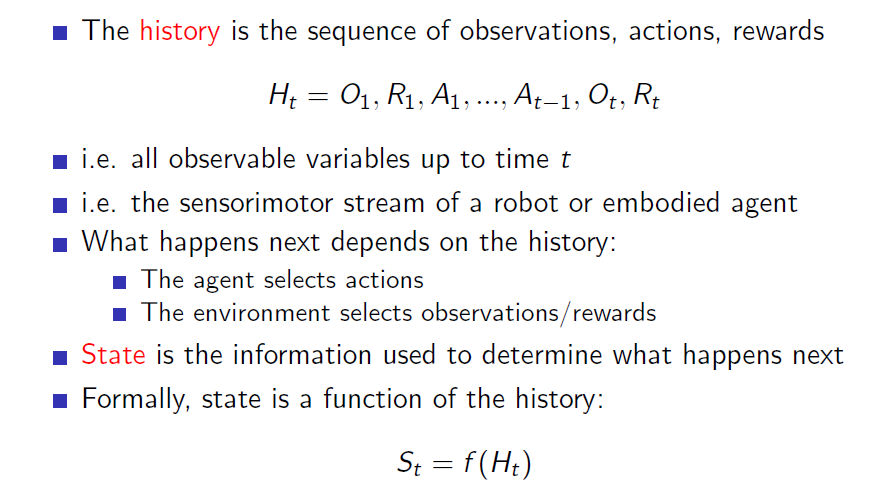 The history is the sequence of observations, actions, rewards
H_t = O_1, R_1, A_1, ..., A_{t−1}, O_t, R_t
i.e. all observable variables up to time t
i.e. the sensorimotor stream of a robot or embodied agent
What happens next depends on the history:
The agent selects actions
The environment selects observations/rewards
State is the information used to determine what happens next
Formally, state is a function of the history:
S_t = f(H_t)